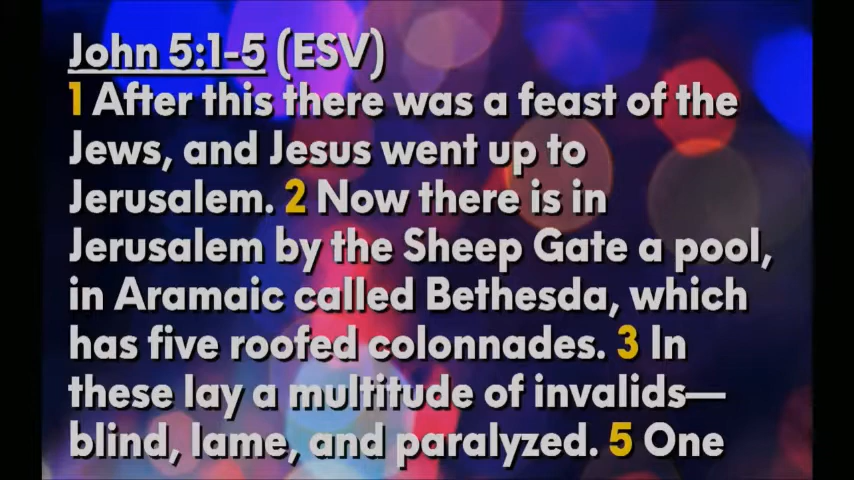 John 5:1-5 (ESV)
1 After this there was a feast of the
Jews, and Jesus went up to
Jerusalem. 2 Now there is in
Jerusalem by the Sheep Gate a pool,
in Aramaic called Bethesda, which
has five roofed colonnades. 3 In
these lay a multitude of invalids—
blind, lame, and paralyzed. 5 One